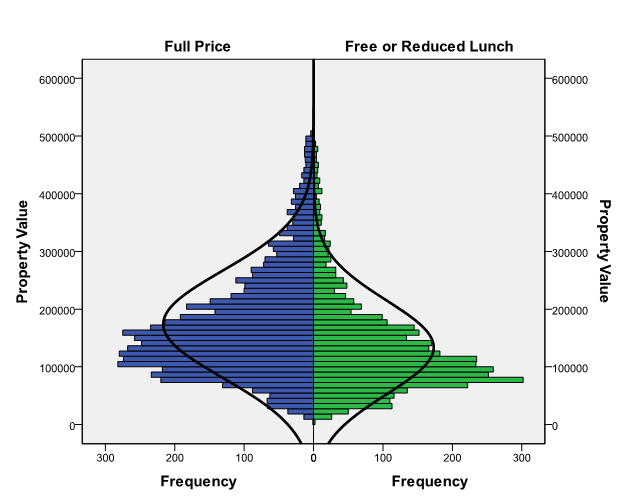 Full Price Free or Reduced Lunch
600000 600000
500000 500000
400000 400000
300000 300000
200000 200000
100000 100000
0 0
Property Value
Property Value
300 200 100 0 100 200 300
Frequency Frequency